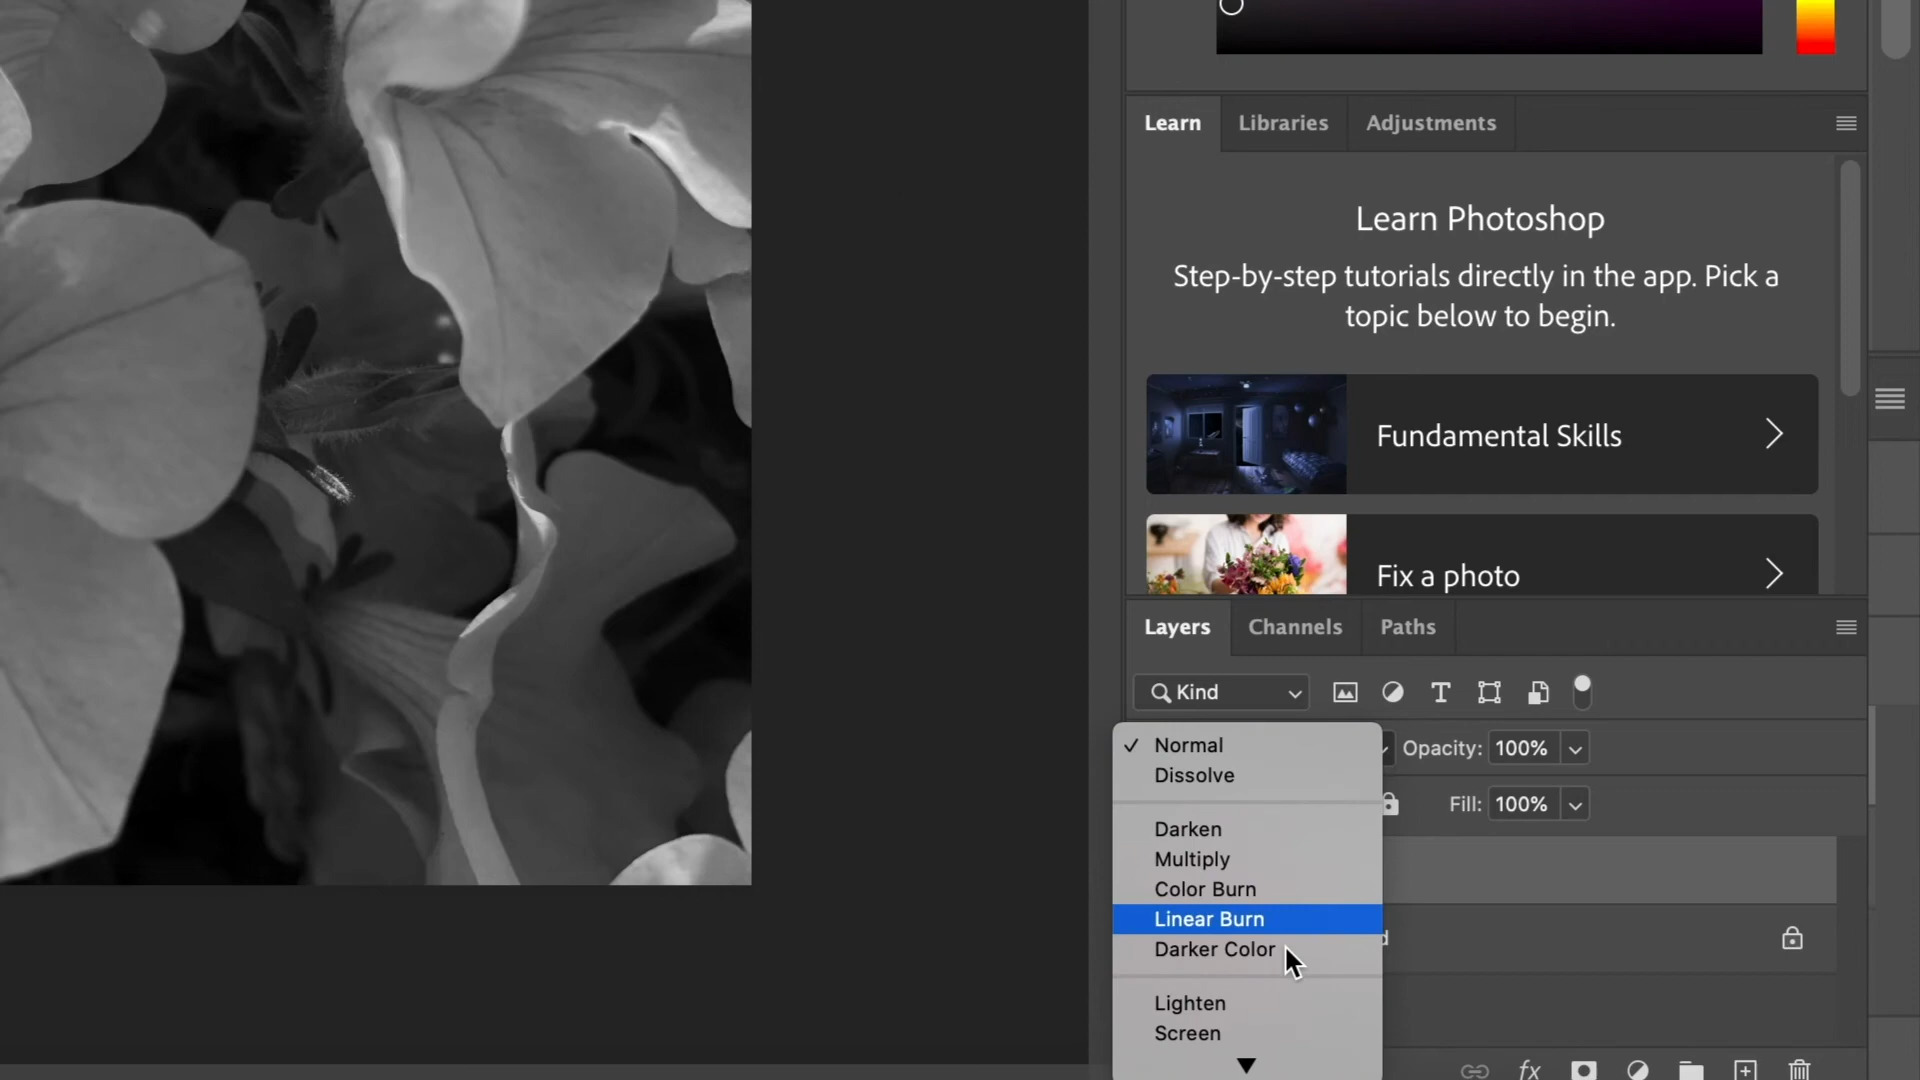 Learn Libraries Adjustments
Learn Photoshop
Step-by-step tutorials directly in the app. Pick a
topic below to begin.
Fundamental Skills
Fix a photo
Layers Channels Paths
Kind
Normal
Opacity: 100%
Dissolve
Fill: 100%
Darken
Multiply
Color Burn
Linear Burn
Darker Color
Lighten
Screen
fx